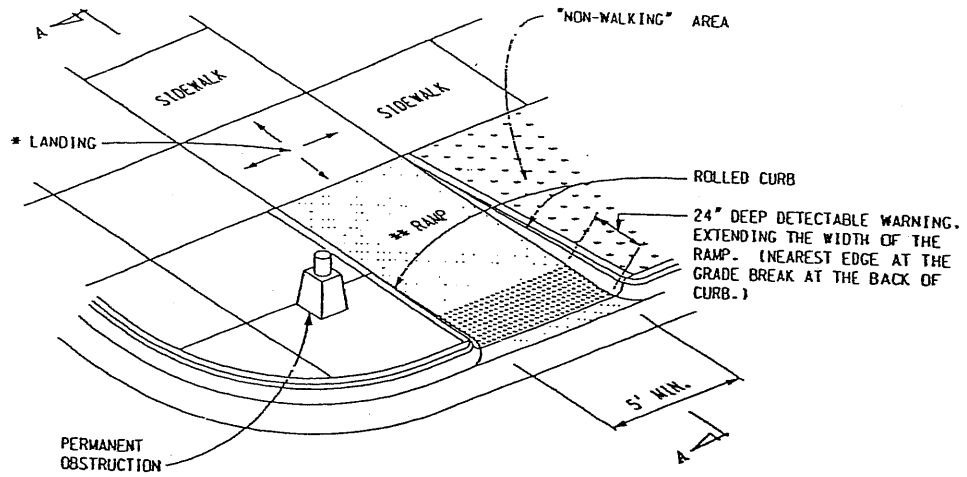 "NON-WALKING" AREA
A
SIDEWALK
SIDEWALK
* LANDING
ROLLED CURB
** RAMP
24" DEEP DETECTABLE WARNING.
EXTENDING THE WIDTH OF THE
RAMP. (NEAREST EDGE AT THE
GRADE BREAK AT THE BACK OF
CURB.)
5' MIN.
A
PERMANENT
OBSTRUCTION